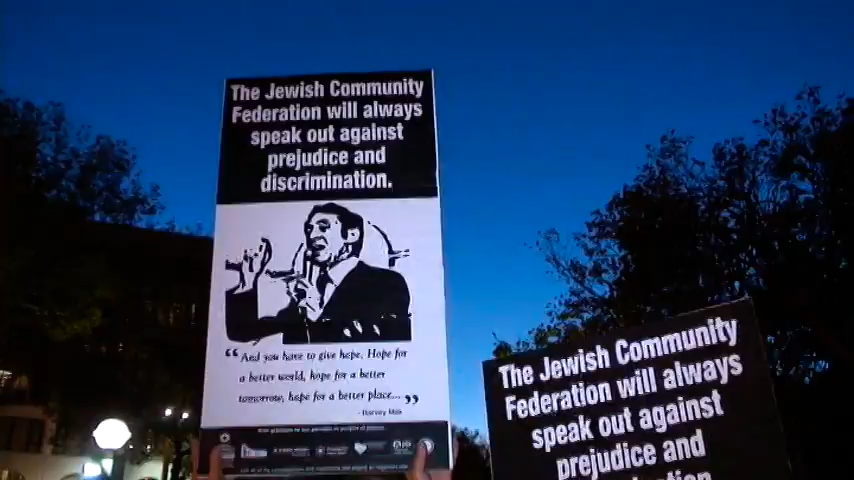 The Jewish Community
Federation will always
speak out against
prejudice and
discrimination.
“ And you have to give hope. Hope for
a better world, hope for a better
tomorrow, hope for a better place... ”
- Harvey Milk
The Jewish Community
Federation will always
speak out against
prejudice and